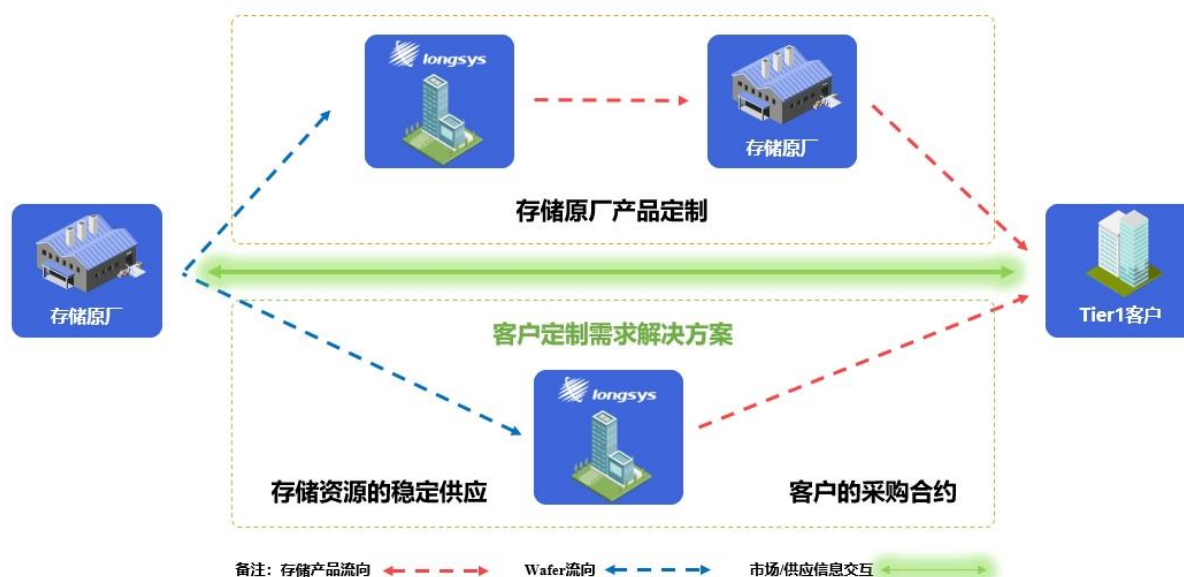 longsys
存储原厂
存储原厂产品定制
存储原厂
Tier1客户
客户定制需求解决方案
longsys
存储资源的稳定供应
客户的采购合约
备注：存储产品流向 Wafer流向 市场/供应信息交互